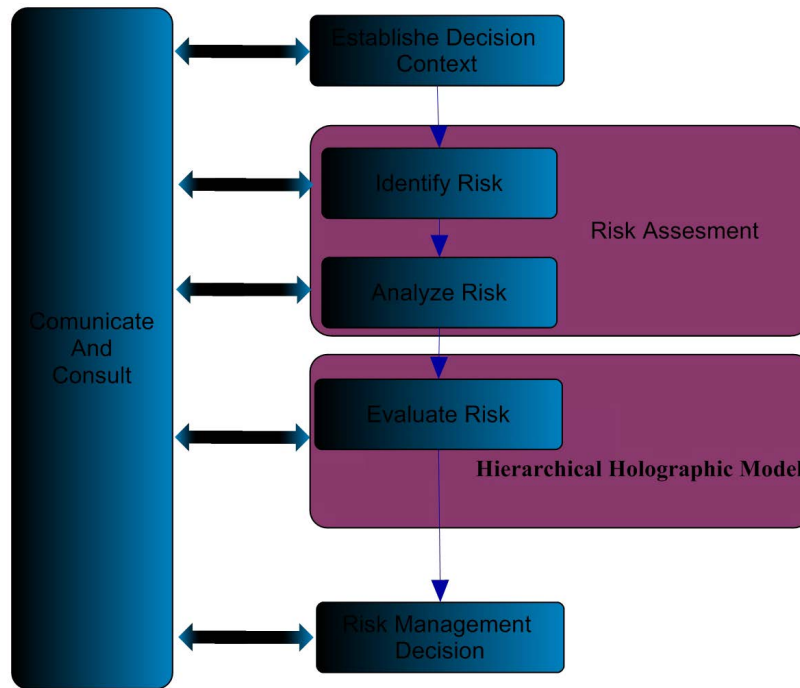 Establishe Decision
Context
Identify Risk
Risk Assesment
Analyze Risk
Comunicate
And
Consult
Evaluate Risk
Hierarchical Holographic Model
Risk Management
Decision